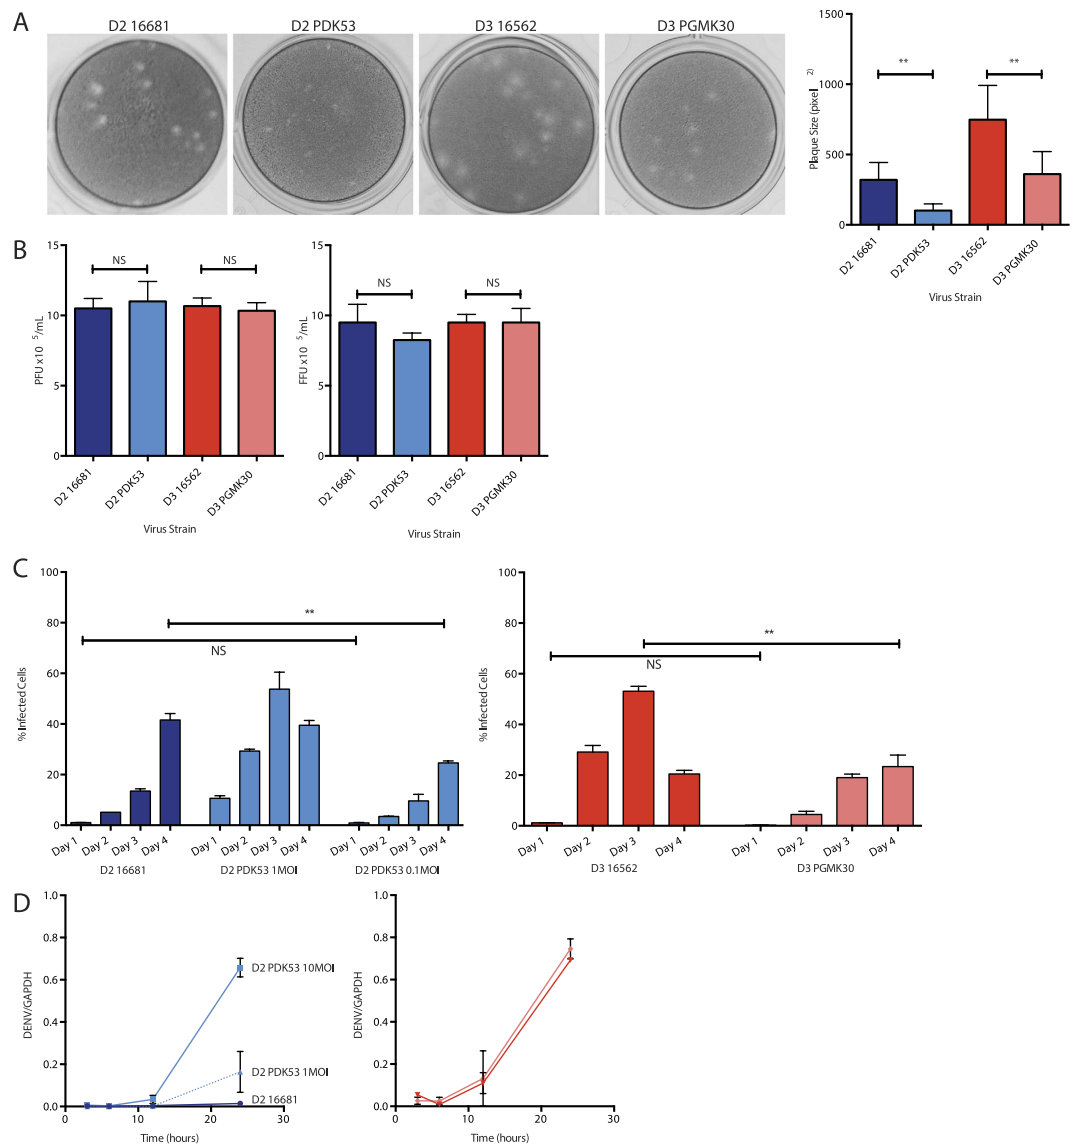 A
D2 16681
D2 PDK53
D3 16562
D3 PGMK30
1500
1000
500
0
Plaque Size (pixel 2)
**
**
D2 16681
D2 PDK53
D3 16562
D3 PGMK30
Virus Strain
B
15
10
5
0
PFU x10 5/mL
NS
NS
D2 16681
D2 PDK53
D3 16562
D3 PGMK30
Virus Strain
15
10
5
0
FFU x10 5/mL
NS
NS
D2 16681
D2 PDK53
D3 16562
D3 PGMK30
Virus Strain
C
100
80
60
40
20
0
% Infected Cells
**
NS
Day 1 Day 2 Day 3 Day 4 Day 1 Day 2 Day 3 Day 4 Day 1 Day 2 Day 3 Day 4
D2 16681 D2 PDK53 1MOI D2 PDK53 0.1MOI
100
80
60
40
20
0
% Infected Cells
**
NS
Day 1 Day 2 Day 3 Day 4 Day 1 Day 2 Day 3 Day 4
D3 16562 D3 PGMK30
D
1.0
0.8
0.6
0.4
0.2
0.0
DENV/GAPDH
D2 PDK53 10MOI
D2 PDK53 1MOI
D2 16681
0 10 20 30
Time (hours)
1.0
0.8
0.6
0.4
0.2
0.0
DENV/GAPDH
0 10 20 30
Time (hours)